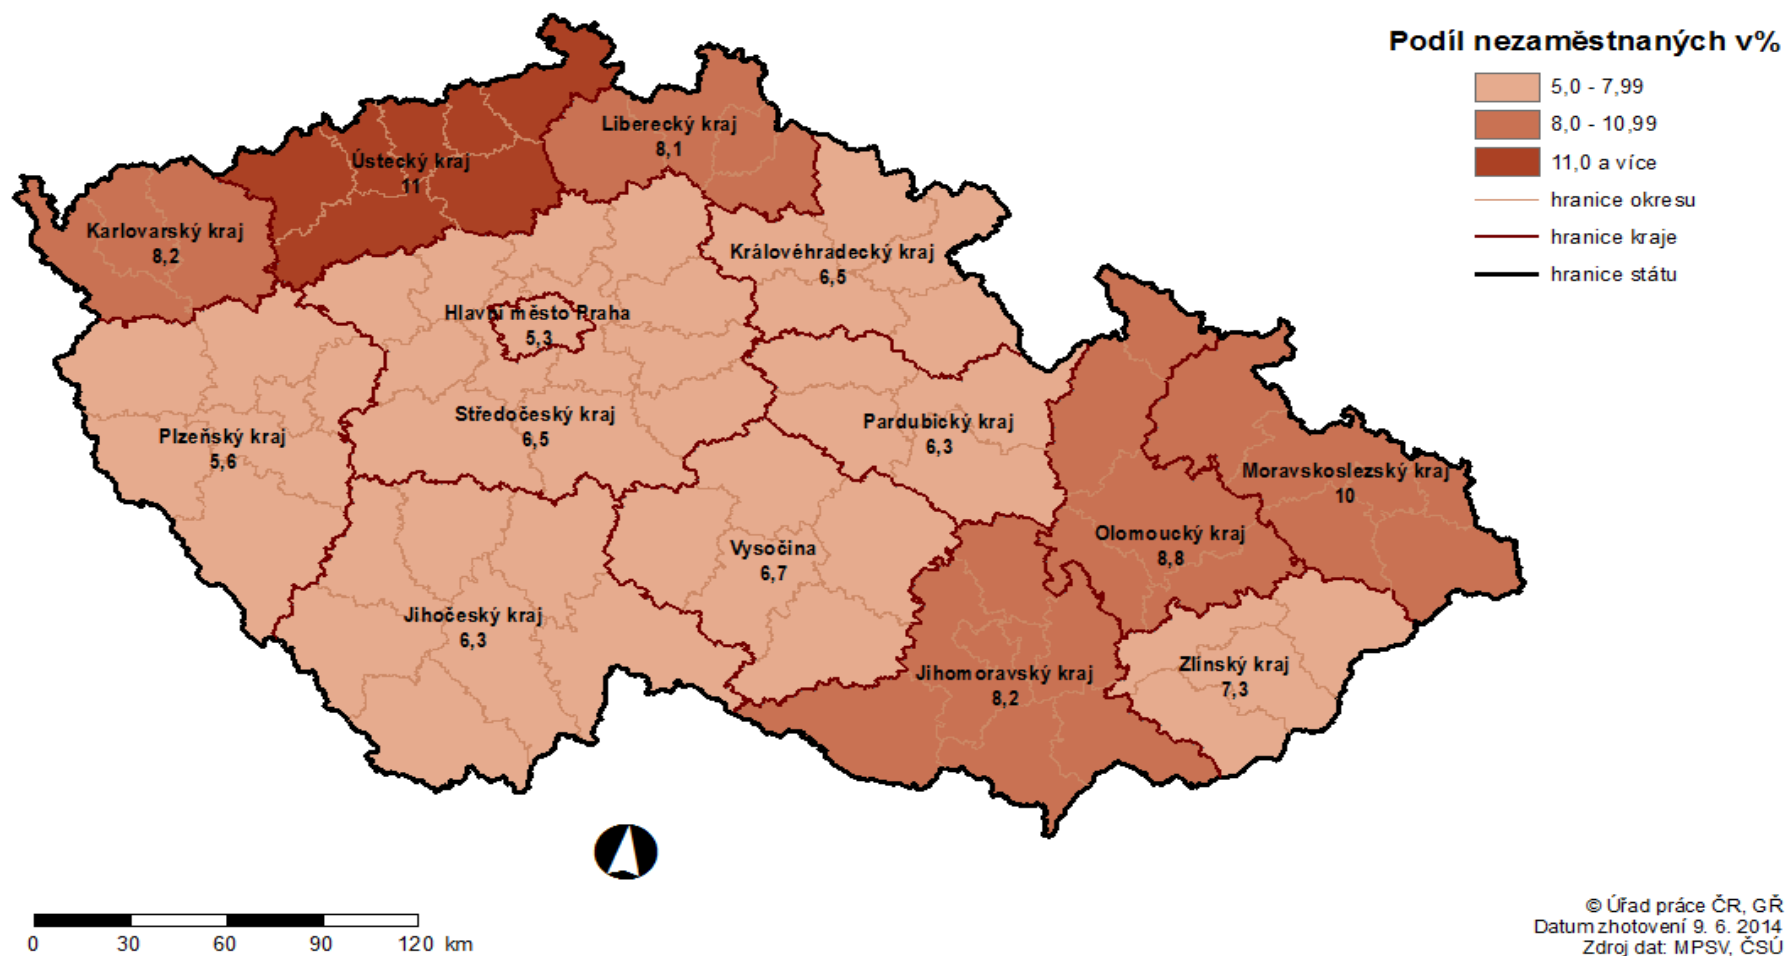 Podíl nezaměstnaných v%
5,0 - 7,99
8,0 - 10,99
11,0 a více
hranice okresu
hranice kraje
hranice státu
Liberecký kraj
8,1
Ústecký kraj
11
Karlovarský kraj
8,2
Královéhradecký kraj
6,5
Hlavní město Praha
5,3
Středočeský kraj
6,5
Pardubický kraj
6,3
Plzeňský kraj
5,6
Moravskoslezský kraj
10
Olomoucký kraj
8,8
Vysočina
6,7
Jihočeský kraj
6,3
Zlínský kraj
7,3
Jihomoravský kraj
8,2
0 30 60 90 120 km
© Úřad práce ČR, GŘ
Datum zhotovení 9. 6. 2014
Zdroj dat: MPSV, ČSÚ